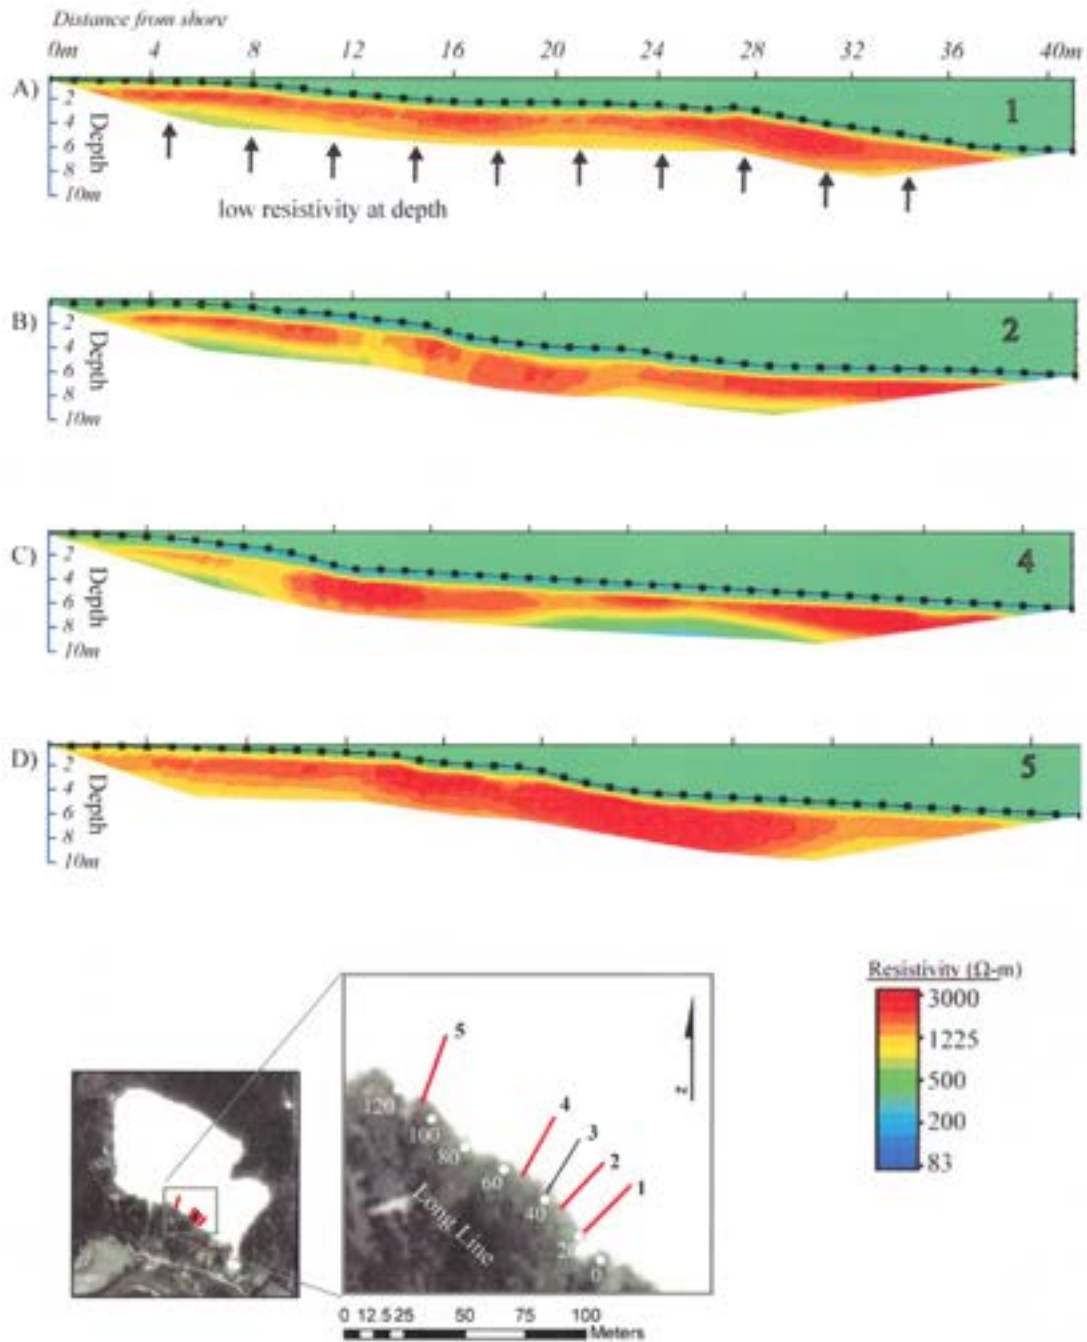 Distance from shore
0m 4 8 12 16 20 24 28 32 36 40m
A) 1
2
4
6
8
10m
Depth
low resistivity at depth
B) 2
2
4
6
8
10m
Depth
C) 4
2
4
6
8
10m
Depth
D) 5
2
4
6
8
10m
Depth
Resistivity (Ω-m)
3000
1225
500
200
83
5
4
3
2
1
z
120
100
80
60
40
20
0
Long Line
0 12.5 25 50 75 100
Meters